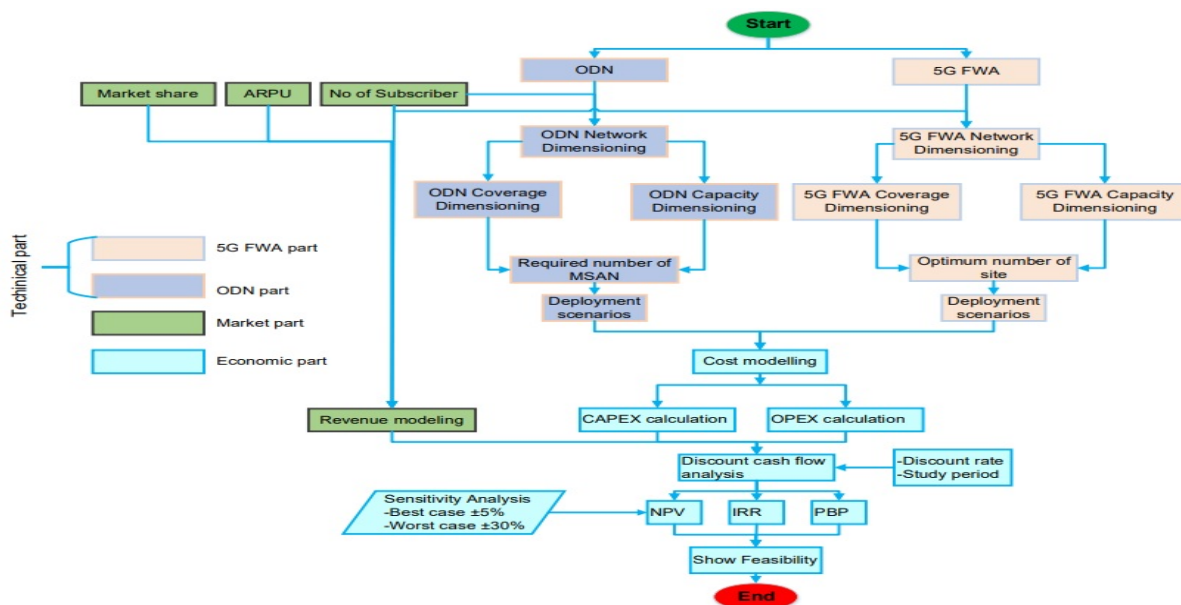 Start
ODN
5G FWA
Market share
ARPU
No of Subscriber
ODN Network
Dimensioning
5G FWA Network
Dimensioning
ODN Coverage
Dimensioning
ODN Capacity
Dimensioning
5G FWA Coverage
Dimensioning
5G FWA Capacity
Dimensioning
Techinical part
5G FWA part
ODN part
Market part
Economic part
Required number of
MSAN
Optimum number of
site
Deployment
scenarios
Deployment
scenarios
Cost modelling
Revenue modeling
CAPEX calculation
OPEX calculation
Discount cash flow
analysis
-Discount rate
-Study period
Sensitivity Analysis
-Best case ±5%
-Worst case ±30%
NPV
IRR
PBP
Show Feasibility
End